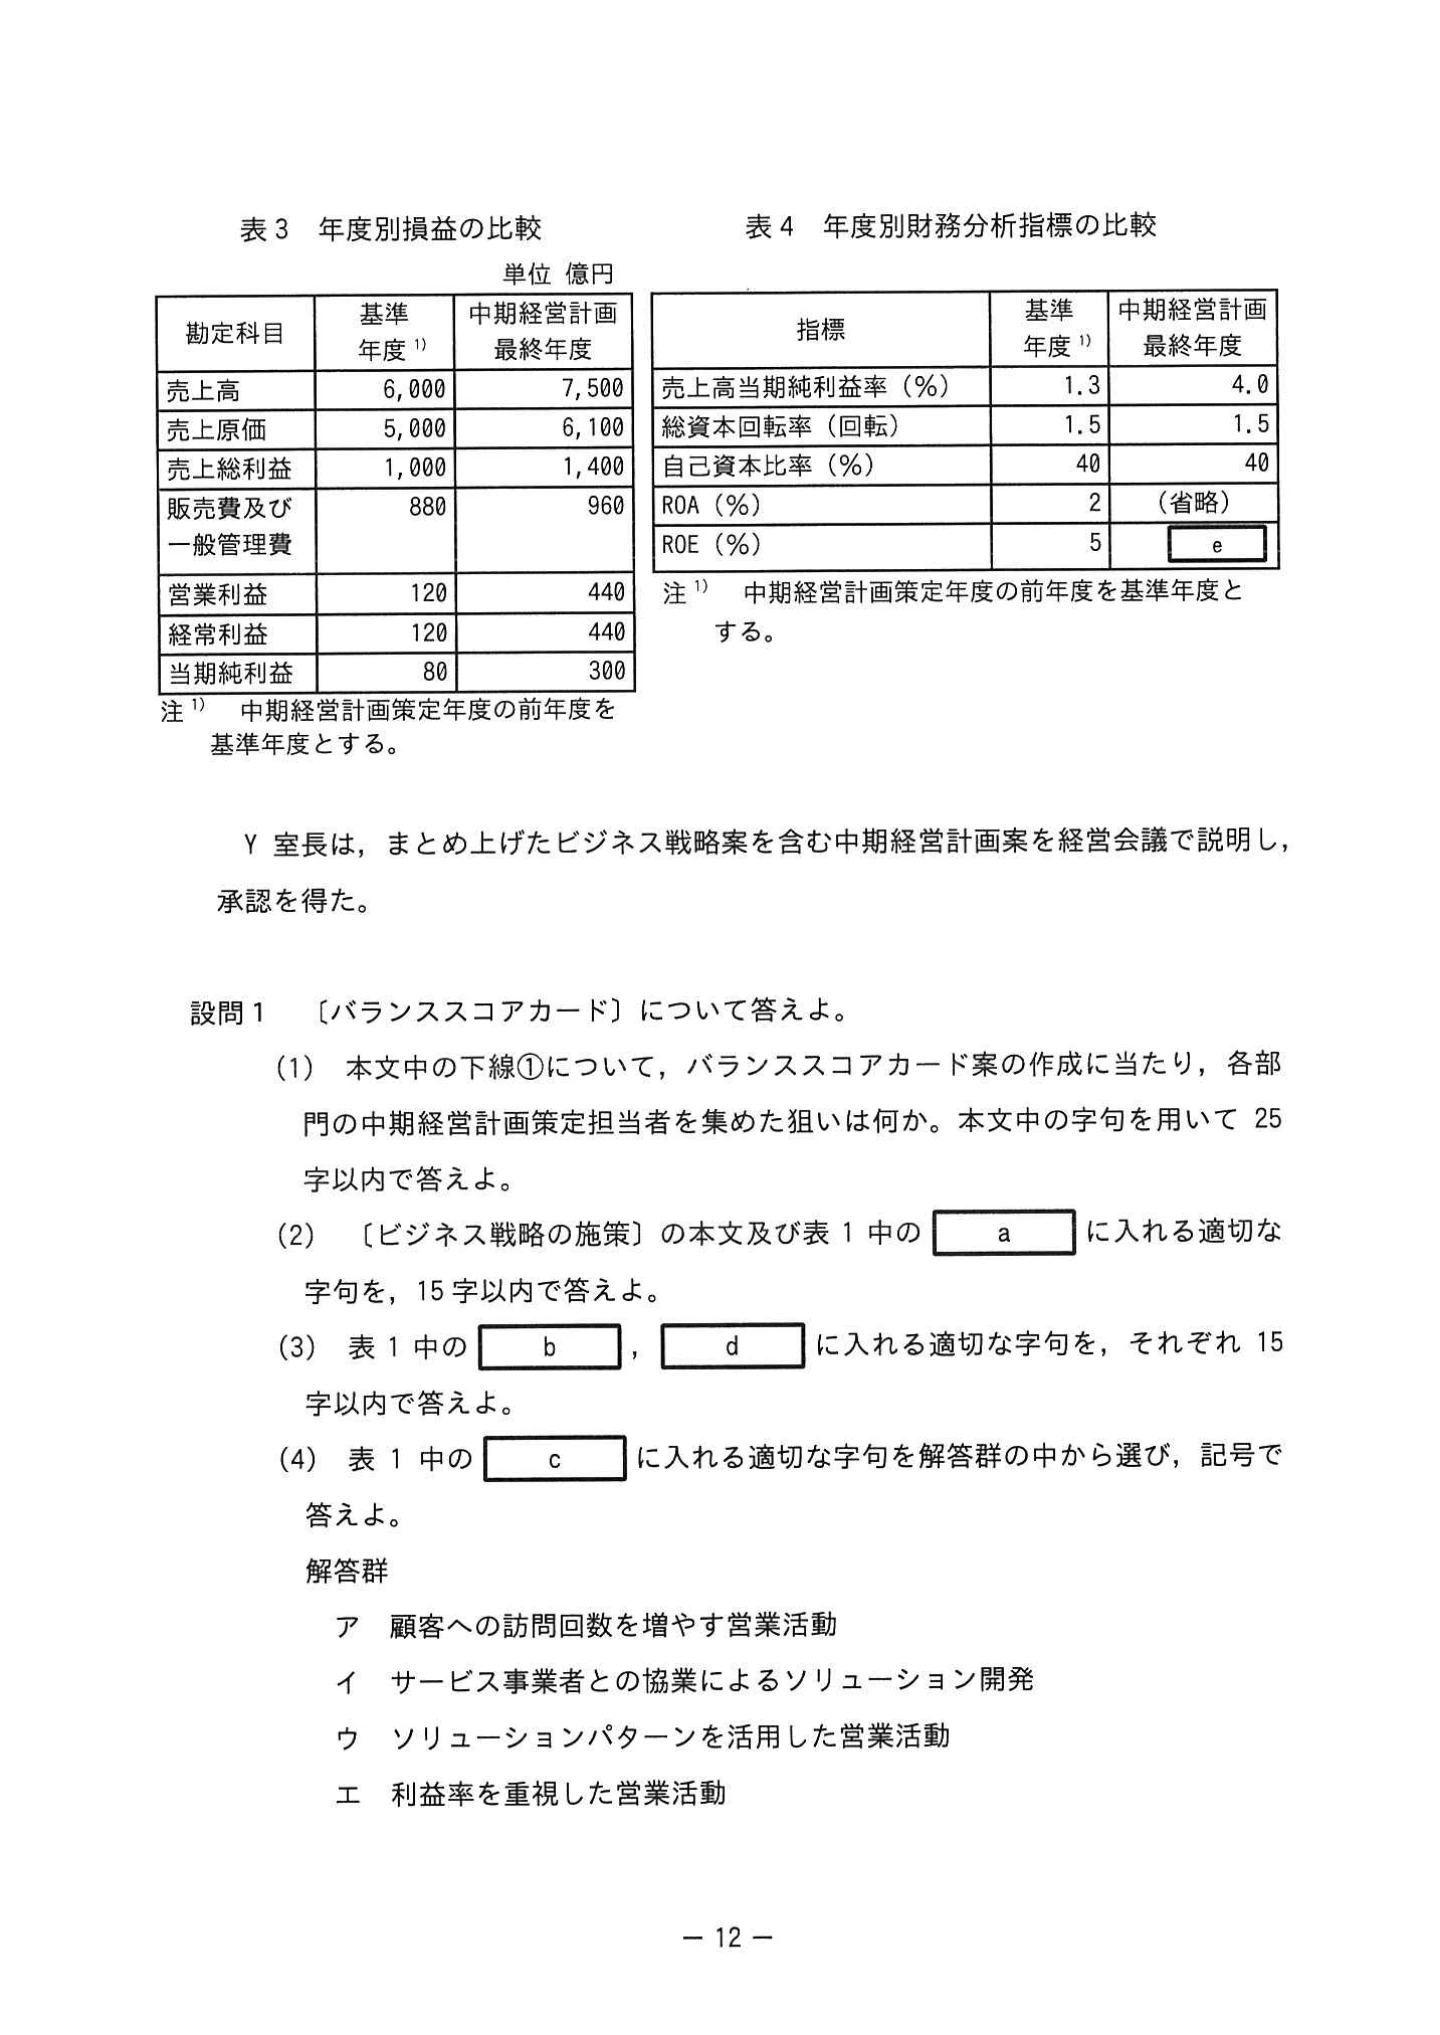 表3 年度別損益の比較
単位 億円
勘定科目 基準年度1) 中期経営計画最終年度
売上高 6,000 7,500
売上原価 5,000 6,100
売上総利益 1,000 1,400
販売費及び一般管理費 880 960
営業利益 120 440
経常利益 120 440
当期純利益 80 300
注1) 中期経営計画策定年度の前年度を
基準年度とする。
表4 年度別財務分析指標の比較
指標 基準年度1) 中期経営計画最終年度
売上高当期純利益率（%） 1.3 4.0
総資本回転率（回転） 1.5 1.5
自己資本比率（%） 40 40
ROA（%） 2 （省略）
ROE（%） 5 e
注1) 中期経営計画策定年度の前年度を基準年度と
する。
Y 室長は，まとめ上げたビジネス戦略案を含む中期経営計画案を経営会議で説明し，
承認を得た。
設問1 〔バランススコアカード〕について答えよ。
(1) 本文中の下線①について，バランススコアカード案の作成に当たり，各部
門の中期経営計画策定担当者を集めた狙いは何か。本文中の字句を用いて 25
字以内で答えよ。
(2) 〔ビジネス戦略の施策〕の本文及び表 1 中の a に入れる適切な
字句を，15 字以内で答えよ。
(3) 表 1 中の b ， d に入れる適切な字句を，それぞれ 15
字以内で答えよ。
(4) 表 1 中の c に入れる適切な字句を解答群の中から選び，記号で
答えよ。
解答群
ア 顧客への訪問回数を増やす営業活動
イ サービス事業者との協業によるソリューション開発
ウ ソリューションパターンを活用した営業活動
エ 利益率を重視した営業活動
－ 12 －